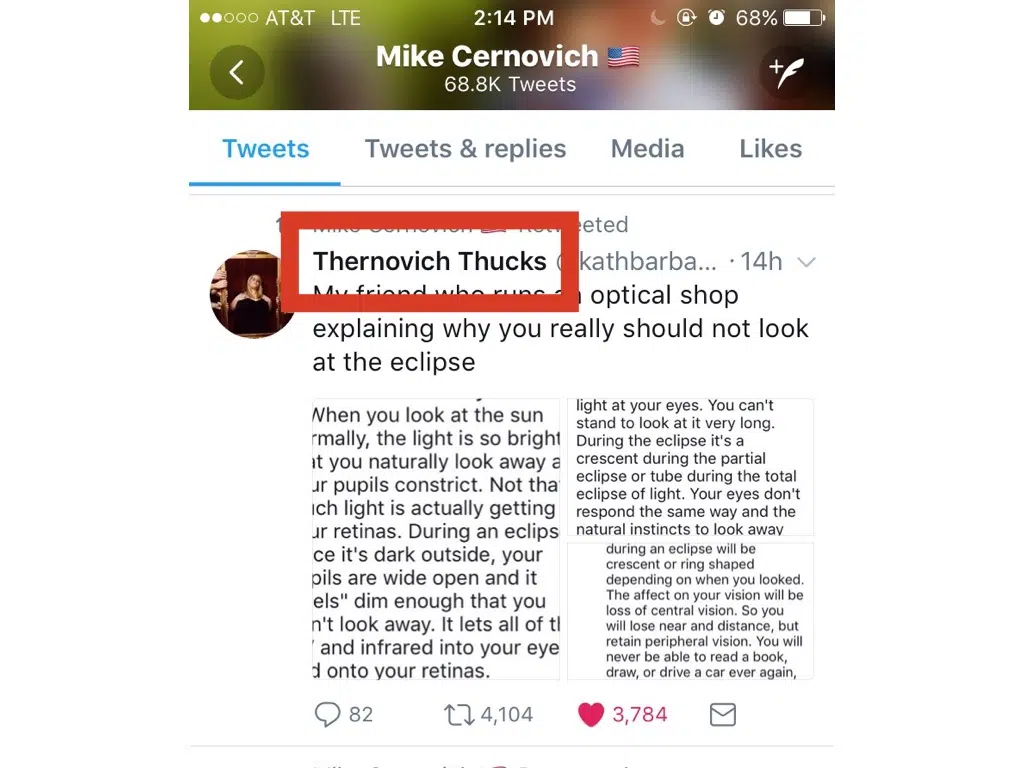 AT&T LTE 2:14 PM 68%
Mike Cernovich
68.8K Tweets
Tweets Tweets & replies Media Likes
Mike Cernovich Retweeted
Thernovich Thucks @kathbarba... · 14h
My friend who runs an optical shop
explaining why you really should not look
at the eclipse
When you look at the sun
rmally, the light is so bright
at you naturally look away a
ur pupils constrict. Not tha
uch light is actually getting
ur retinas. During an eclips
ce it's dark outside, your
pils are wide open and it
els" dim enough that you
n't look away. It lets all of th
and infrared into your eye
d onto your retinas.
light at your eyes. You can't
stand to look at it very long.
During the eclipse it's a
crescent during the partial
eclipse or tube during the total
eclipse of light. Your eyes don't
respond the same way and the
natural instincts to look away
during an eclipse will be
crescent or ring shaped
depending on when you looked.
The affect on your vision will be
loss of central vision. So you
will lose near and distance, but
retain peripheral vision. You will
never be able to read a book,
draw, or drive a car ever again,
82 4,104 3,784